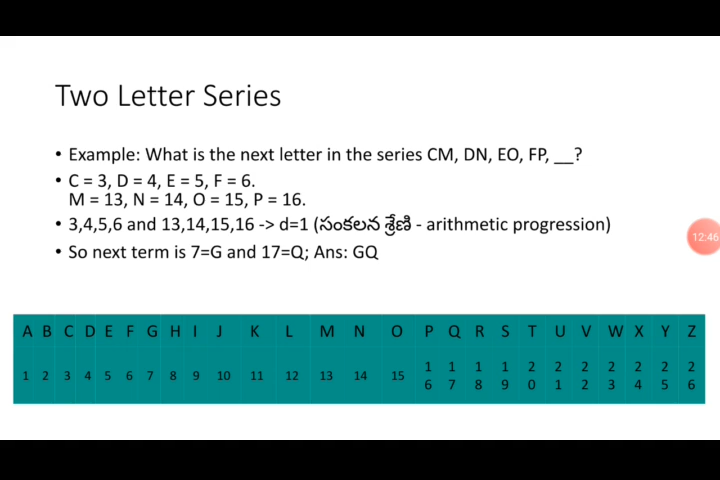 Two Letter Series
• Example: What is the next letter in the series CM, DN, EO, FP, __?
• C = 3, D = 4, E = 5, F = 6.
M = 13, N = 14, O = 15, P = 16.
• 3,4,5,6 and 13,14,15,16 -> d=1 (సంకలన శ్రేణి - arithmetic progression)
12:46
• So next term is 7=G and 17=Q; Ans: GQ
A B C D E F G H I J K L M N O P Q R S T U V W X Y Z
1 2 3 4 5 6 7 8 9 10 11 12 13 14 15 16 17 18 19 20 21 22 23 24 25 26